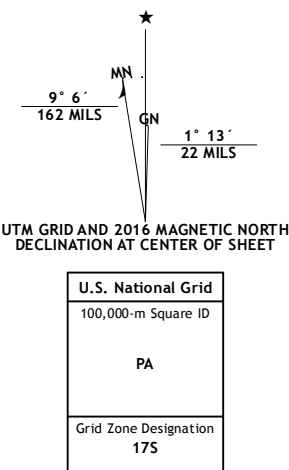 ★
MN
GN
9° 6´
162 MILS
1° 13´
22 MILS
UTM GRID AND 2016 MAGNETIC NORTH
DECLINATION AT CENTER OF SHEET
U.S. National Grid
100,000-m Square ID
PA
Grid Zone Designation
17S